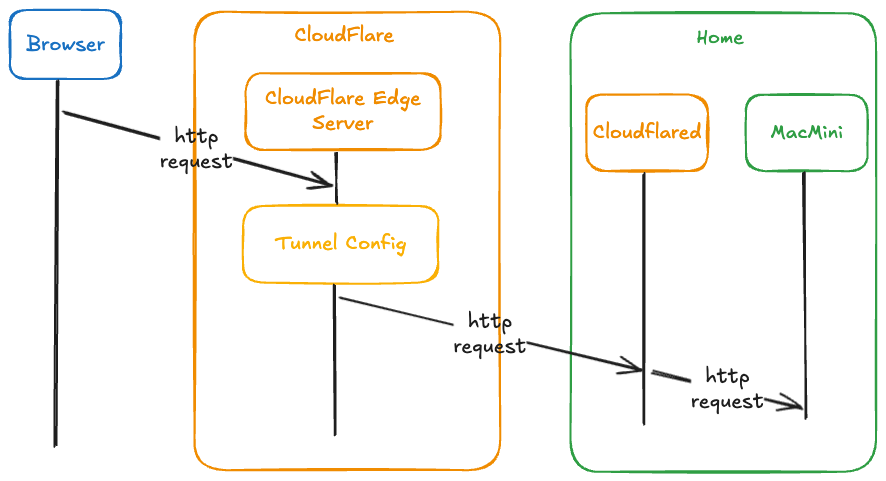 Browser
CloudFlare
Home
CloudFlare Edge
Server
Cloudflared
MacMini
http
request
Tunnel Config
http
request
http
request